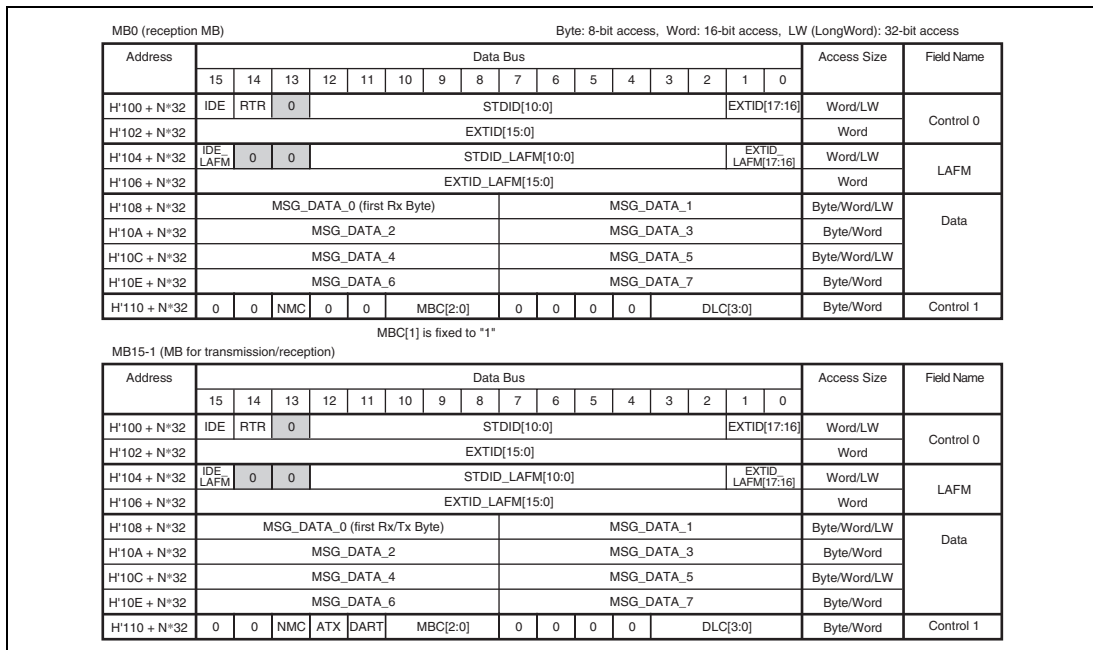 MB0 (reception MB) Byte: 8-bit access, Word: 16-bit access, LW (LongWord): 32-bit access
Address Data Bus Access Size Field Name
15 14 13 12 11 10 9 8 7 6 5 4 3 2 1 0
H'100 + N*32 IDE RTR 0 STDID[10:0] EXTID[17:16] Word/LW Control 0
H'102 + N*32 EXTID[15:0] Word
H'104 + N*32 IDE_LAFM 0 0 STDID_LAFM[10:0] EXTID_LAFM[17:16] Word/LW LAFM
H'106 + N*32 EXTID_LAFM[15:0] Word
H'108 + N*32 MSG_DATA_0 (first Rx Byte) MSG_DATA_1 Byte/Word/LW Data
H'10A + N*32 MSG_DATA_2 MSG_DATA_3 Byte/Word
H'10C + N*32 MSG_DATA_4 MSG_DATA_5 Byte/Word/LW
H'10E + N*32 MSG_DATA_6 MSG_DATA_7 Byte/Word
H'110 + N*32 0 0 NMC 0 0 MBC[2:0] 0 0 0 0 DLC[3:0] Byte/Word Control 1
MBC[1] is fixed to "1"
MB15-1 (MB for transmission/reception)
Address Data Bus Access Size Field Name
15 14 13 12 11 10 9 8 7 6 5 4 3 2 1 0
H'100 + N*32 IDE RTR 0 STDID[10:0] EXTID[17:16] Word/LW Control 0
H'102 + N*32 EXTID[15:0] Word
H'104 + N*32 IDE_LAFM 0 0 STDID_LAFM[10:0] EXTID_LAFM[17:16] Word/LW LAFM
H'106 + N*32 EXTID_LAFM[15:0] Word
H'108 + N*32 MSG_DATA_0 (first Rx/Tx Byte) MSG_DATA_1 Byte/Word/LW Data
H'10A + N*32 MSG_DATA_2 MSG_DATA_3 Byte/Word
H'10C + N*32 MSG_DATA_4 MSG_DATA_5 Byte/Word/LW
H'10E + N*32 MSG_DATA_6 MSG_DATA_7 Byte/Word
H'110 + N*32 0 0 NMC ATX DART MBC[2:0] 0 0 0 0 DLC[3:0] Byte/Word Control 1